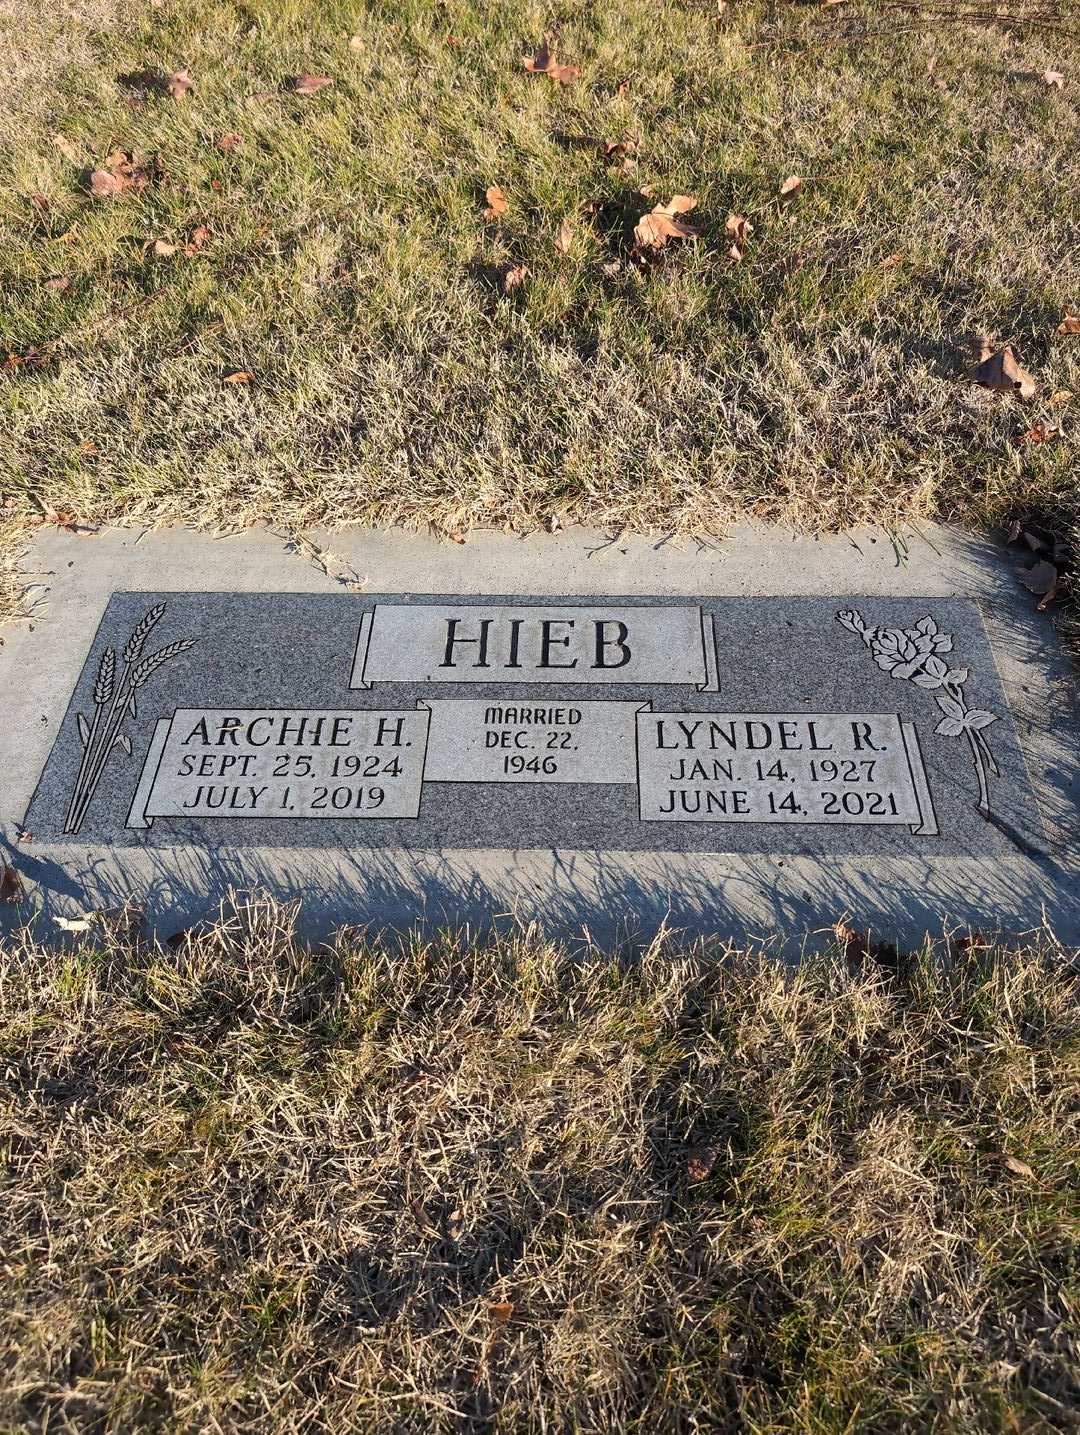 HIEB
ARCHIE H.
SEPT. 25, 1924
JULY 1, 2019
MARRIED
DEC. 22,
1946
LYNDEL R.
JAN. 14, 1927
JUNE 14, 2021